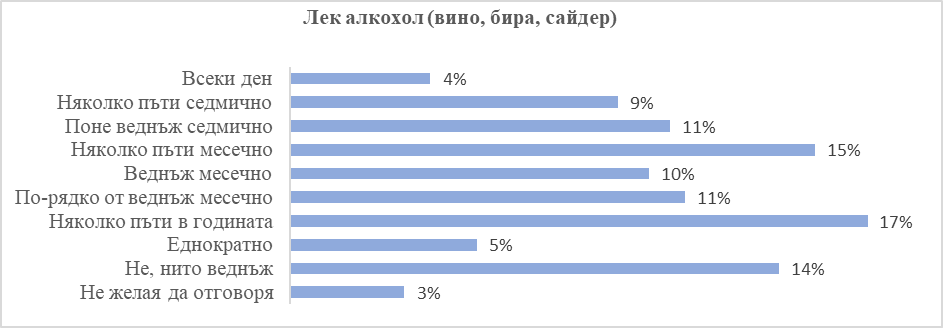 Лек алкохол (вино, бира, сайдер)
Всеки ден 4%
Няколко пъти седмично 9%
Поне веднъж седмично 11%
Няколко пъти месечно 15%
Веднъж месечно 10%
По-рядко от веднъж месечно 11%
Няколко пъти в годината 17%
Еднократно 5%
Не, нито веднъж 14%
Не желая да отговоря 3%